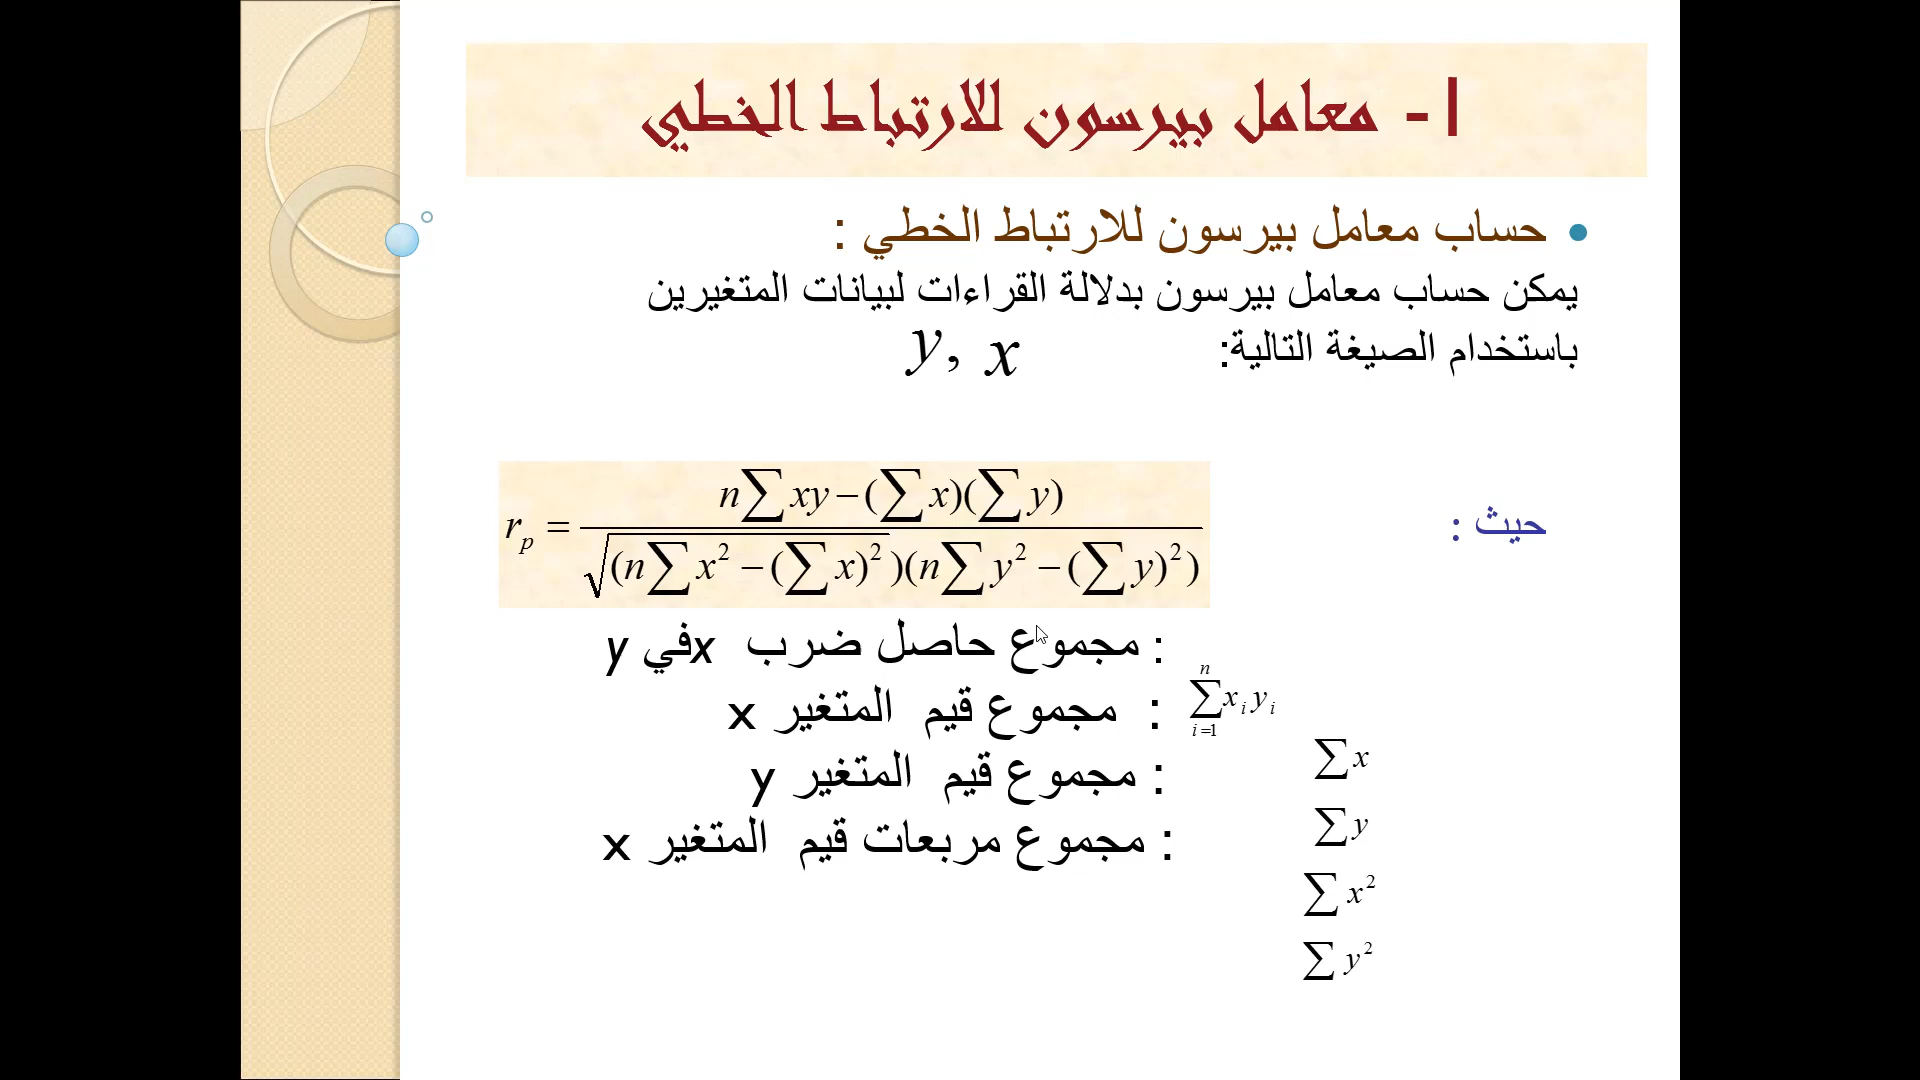 ١- معامل بيرسون للارتباط الخطي
• حساب معامل بيرسون للارتباط الخطي :
يمكن حساب معامل بيرسون بدلالة القراءات لبيانات المتغيرين
باستخدام الصيغة التالية: x ,y
r_p = (n∑xy − (∑x)(∑y)) / √((n∑x² − (∑x)²)(n∑y² − (∑y)²))
حيث :
: مجموع حاصل ضرب x في y
∑_{i=1}^{n} x_i y_i
: مجموع قيم المتغير x
∑x
: مجموع قيم المتغير y
∑y
: مجموع مربعات قيم المتغير x
∑x²
∑y²